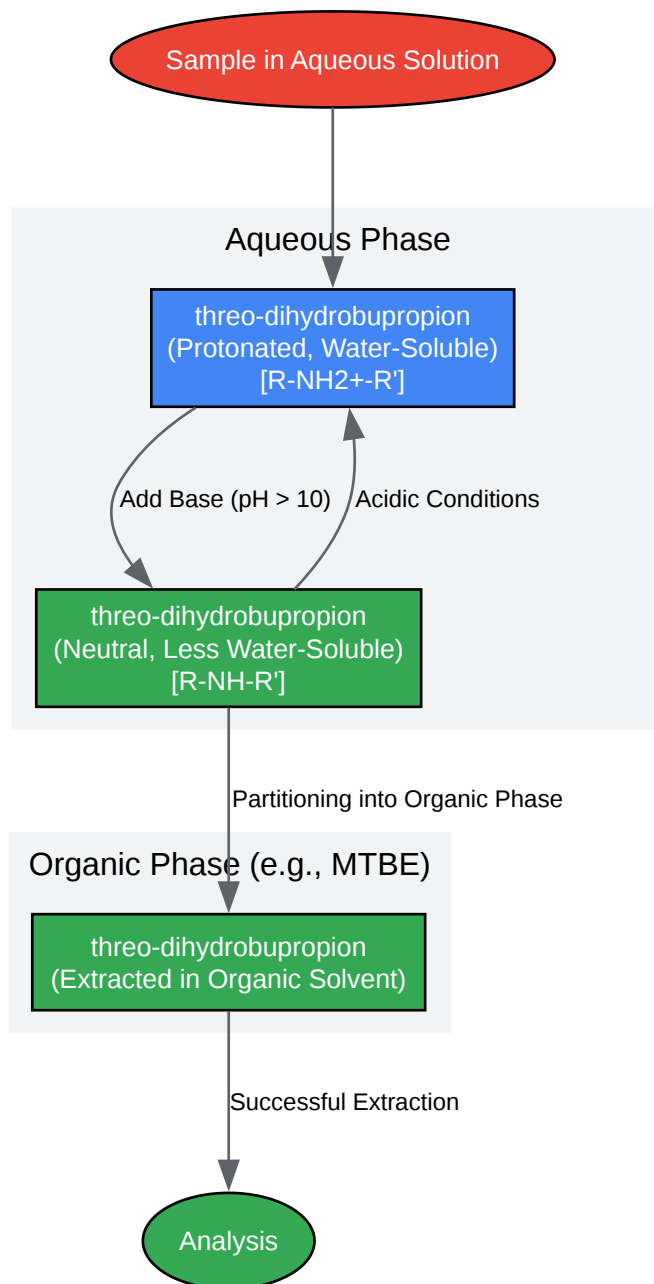 Sample in Aqueous Solution
Aqueous Phase
threo-dihydrobupropion
(Protonated, Water-Soluble)
[R-NH2+-R']
Add Base (pH > 10)
Acidic Conditions
threo-dihydrobupropion
(Neutral, Less Water-Soluble)
[R-NH-R']
Partitioning into Organic Phase
Organic Phase (e.g., MTBE)
threo-dihydrobupropion
(Extracted in Organic Solvent)
Successful Extraction
Analysis